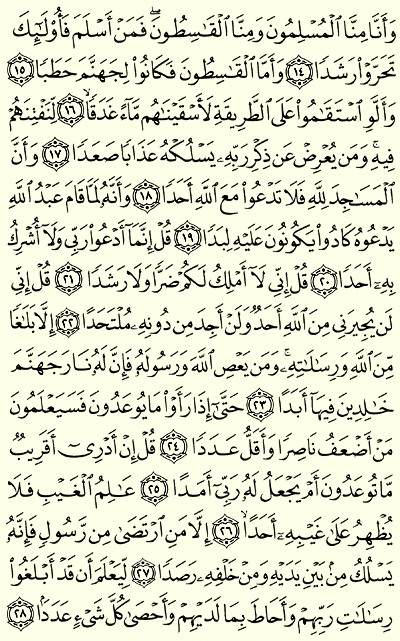 وَأَنَّا مِنَّا ٱلْمُسْلِمُونَ وَمِنَّا ٱلْقَٰسِطُونَ ۖ فَمَنْ أَسْلَمَ فَأُو۟لَٰٓئِكَ
تَحَرَّوْا۟ رَشَدًا ١٤ وَأَمَّا ٱلْقَٰسِطُونَ فَكَانُوا۟ لِجَهَنَّمَ حَطَبًا ١٥
وَأَلَّوِ ٱسْتَقَٰمُوا۟ عَلَى ٱلطَّرِيقَةِ لَأَسْقَيْنَٰهُم مَّآءً غَدَقًا ١٦ لِّنَفْتِنَهُمْ
فِيهِ ۚ وَمَن يُعْرِضْ عَن ذِكْرِ رَبِّهِۦ يَسْلُكْهُ عَذَابًا صَعَدًا ١٧ وَأَنَّ
ٱلْمَسَٰجِدَ لِلَّهِ فَلَا تَدْعُوا۟ مَعَ ٱللَّهِ أَحَدًا ١٨ وَأَنَّهُۥ لَمَّا قَامَ عَبْدُ ٱللَّهِ
يَدْعُوهُ كَادُوا۟ يَكُونُونَ عَلَيْهِ لِبَدًا ١٩ قُلْ إِنَّمَآ أَدْعُوا۟ رَبِّى وَلَآ أُشْرِكُ
بِهِۦٓ أَحَدًا ٢٠ قُلْ إِنِّى لَآ أَمْلِكُ لَكُمْ ضَرًّا وَلَا رَشَدًا ٢١ قُلْ إِنِّى
لَن يُجِيرَنِى مِنَ ٱللَّهِ أَحَدٌ وَلَنْ أَجِدَ مِن دُونِهِۦ مُلْتَحَدًا ٢٢ إِلَّا بَلَٰغًا
مِّنَ ٱللَّهِ وَرِسَٰلَٰتِهِۦ ۚ وَمَن يَعْصِ ٱللَّهَ وَرَسُولَهُۥ فَإِنَّ لَهُۥ نَارَ جَهَنَّمَ
خَٰلِدِينَ فِيهَآ أَبَدًا ٢٣ حَتَّىٰٓ إِذَا رَأَوْا۟ مَا يُوعَدُونَ فَسَيَعْلَمُونَ
مَنْ أَضْعَفُ نَاصِرًا وَأَقَلُّ عَدَدًا ٢٤ قُلْ إِنْ أَدْرِىٓ أَقَرِيبٌ
مَّا تُوعَدُونَ أَمْ يَجْعَلُ لَهُۥ رَبِّىٓ أَمَدًا ٢٥ عَٰلِمُ ٱلْغَيْبِ فَلَا
يُظْهِرُ عَلَىٰ غَيْبِهِۦٓ أَحَدًا ٢٦ إِلَّا مَنِ ٱرْتَضَىٰ مِن رَّسُولٍ فَإِنَّهُۥ
يَسْلُكُ مِنۢ بَيْنِ يَدَيْهِ وَمِنْ خَلْفِهِۦ رَصَدًا ٢٧ لِّيَعْلَمَ أَن قَدْ أَبْلَغُوا۟
رِسَٰلَٰتِ رَبِّهِمْ وَأَحَاطَ بِمَا لَدَيْهِمْ وَأَحْصَىٰ كُلَّ شَىْءٍ عَدَدًۢا ٢٨